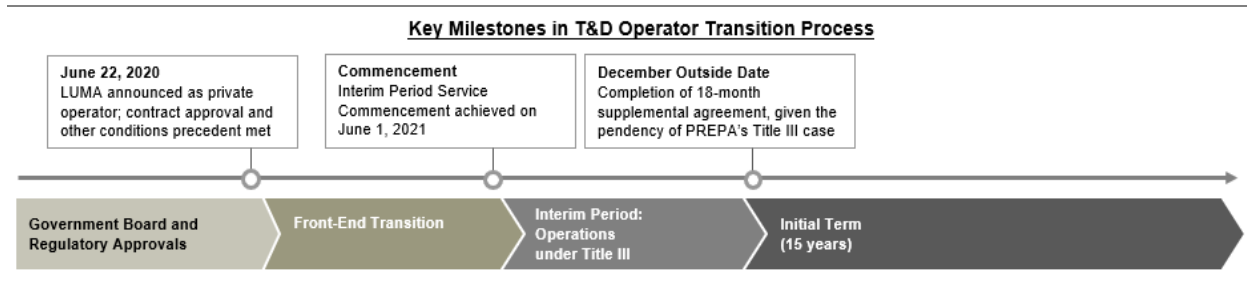 Key Milestones in T&D Operator Transition Process
June 22, 2020
LUMA announced as private
operator; contract approval and
other conditions precedent met
Commencement
Interim Period Service
Commencement achieved on
June 1, 2021
December Outside Date
Completion of 18-month
supplemental agreement, given the
pendency of PREPA's Title III case
Government Board and
Regulatory Approvals
Front-End Transition
Interim Period:
Operations
under Title III
Initial Term
(15 years)